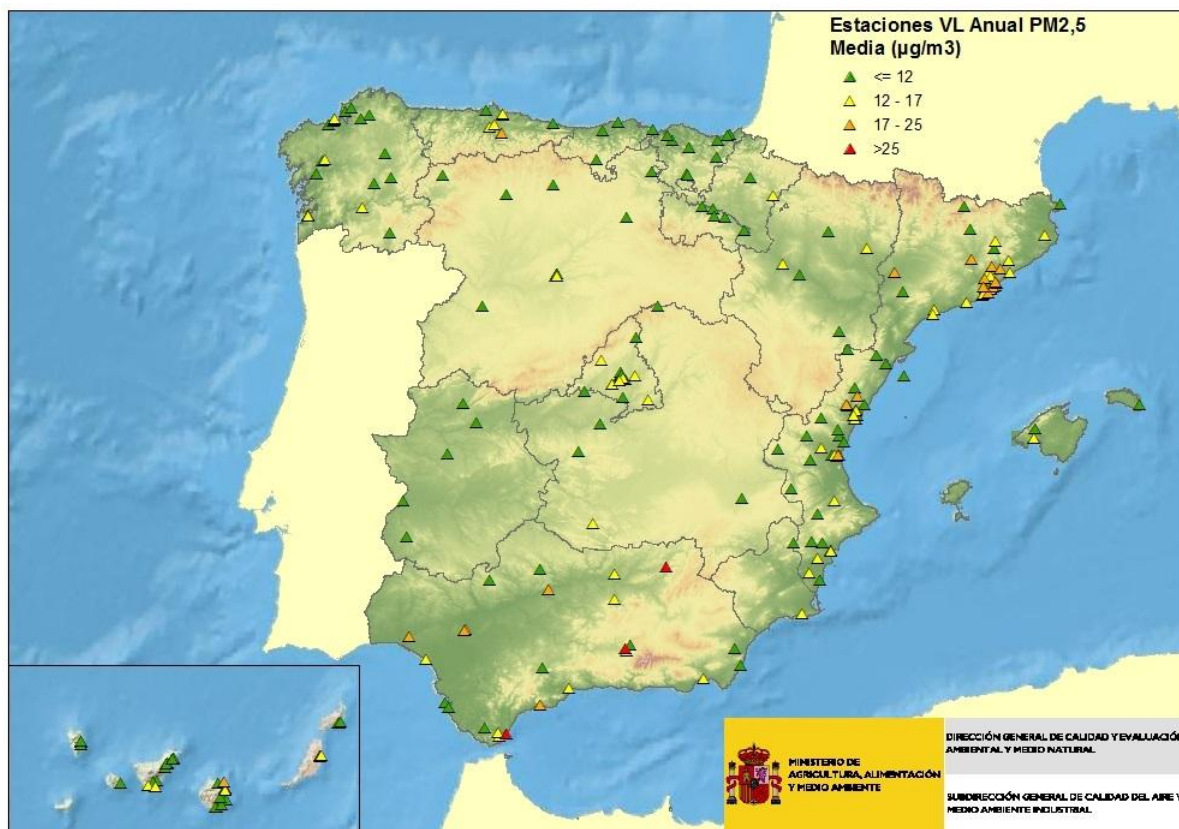 Estaciones VL Anual PM2,5
Media (µg/m3)
<= 12
12 - 17
17 - 25
>25
MINISTERIO DE
AGRICULTURA, ALIMENTACIÓN
Y MEDIO AMBIENTE
DIRECCIÓN GENERAL DE CALIDAD Y EVALUACIÓ
AMBIENTAL Y MEDIO NATURAL
SUBDIRECCIÓN GENERAL DE CALIDAD DEL AIRE Y
MEDIO AMBIENTE INDUSTRIAL